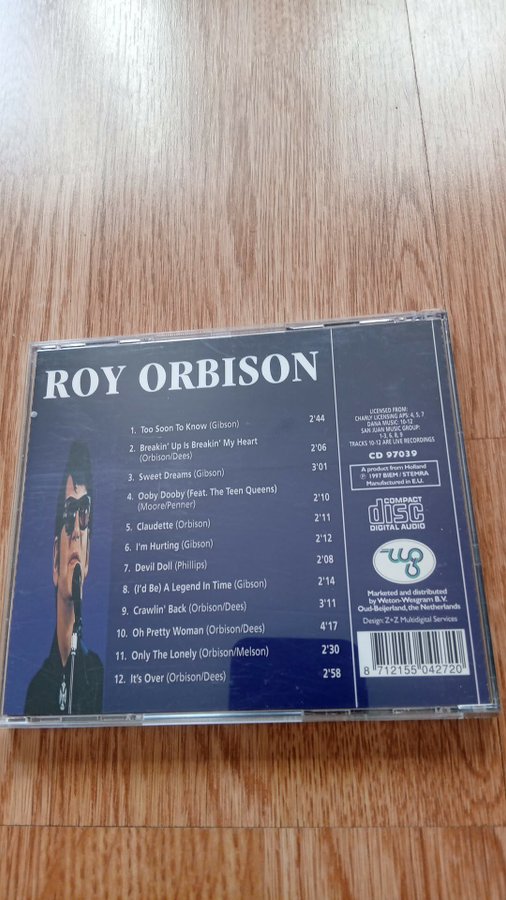 ROY ORBISON
1. Too Soon To Know (Gibson) 2'44
2. Breakin' Up is Breakin' My Heart
(Orbison/Dees) 2'06
3. Sweet Dreams (Gibson) 3'01
4. Ooby Dooby (Feat. The Teen Queens)
(Moore/Penner) 2'10
5. Claudette (Orbison) 2'11
6. I'm Hurting (Gibson) 2'12
7. Devil Doll (Phillips) 2'08
8. (I'd Be) A Legend In Time (Gibson) 2'14
9. Crawlin' Back (Orbison/Dees) 3'11
10. Oh Pretty Woman (Orbison/Dees) 4'17
11. Only The Lonely (Orbison/Melson) 2'30
12. It's Over (Orbison/Dees) 2'58
LICENSED FROM:
CHARLY LICENSING APS: 4, 5, 7
DANA MUSIC: 10-12
SAN JUAN MUSIC GROUP:
1-3, 6, 8, 9
TRACKS 10-12 ARE LIVE RECORDINGS
CD 97039
A product from Holland
℗ 1997 BIEM / STEMRA
Manufactured in E.U.
COMPACT
disc
DIGITAL AUDIO
wg
Marketed and distributed
by Weton-Wesgram B.V.
Oud-Beijerland, the Netherlands
Design: Z+Z Multidigital Services
8 712155 042720